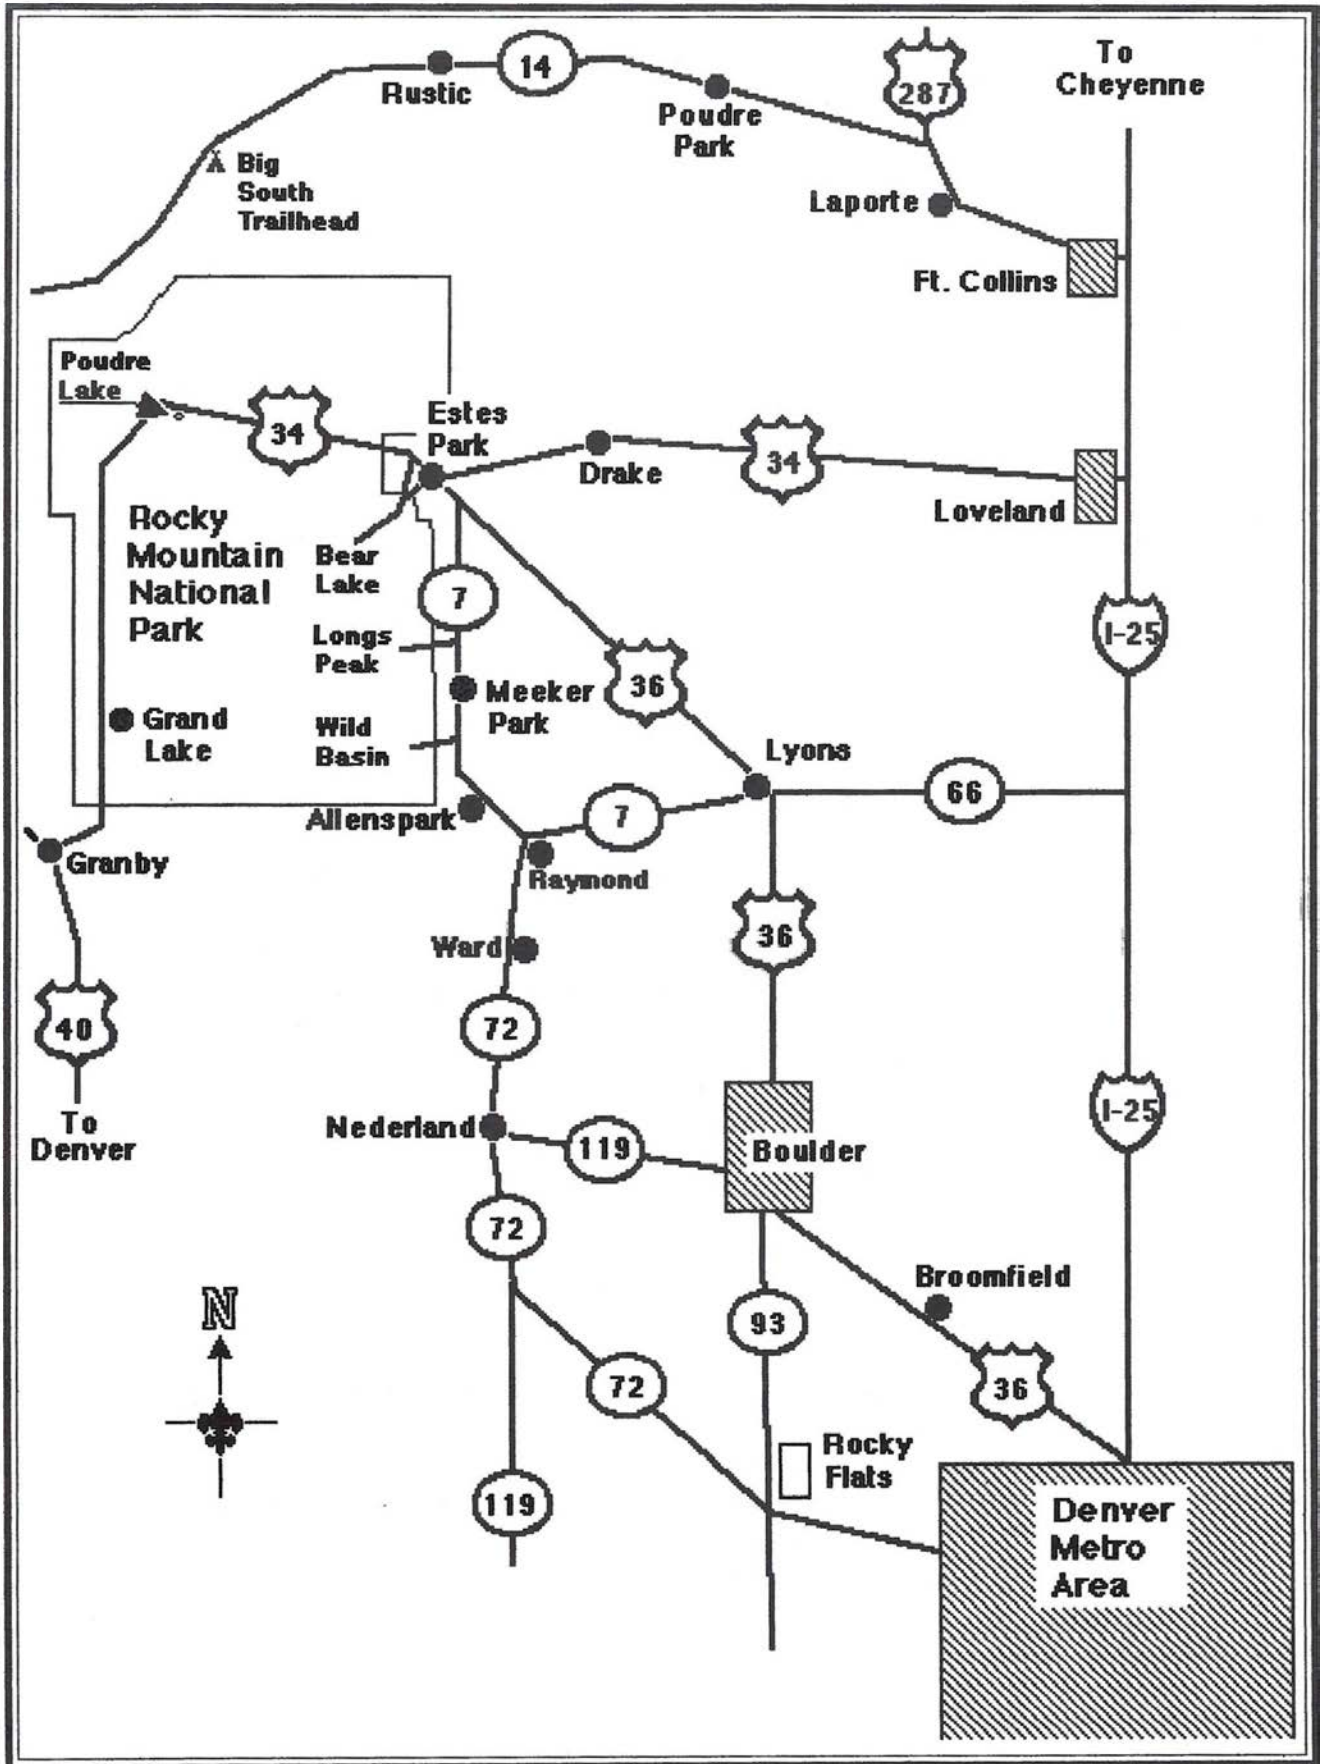 To
Cheyenne
14
287
Rustic
Poudre
Park
Big
South
Trailhead
Laporte
Ft. Collins
Poudre
Lake
34
Estes
Park
Drake
34
Loveland
Rocky
Mountain
National
Park
Bear
Lake
7
I-25
Longs
Peak
36
Meeker
Park
Grand
Lake
Wild
Basin
Lyons
66
Allenspark
7
Granby
Raymond
Ward
36
40
72
To
Denver
Nederland
119
Boulder
I-25
72
Broomfield
N
93
72
36
Rocky
Flats
119
Denver
Metro
Area